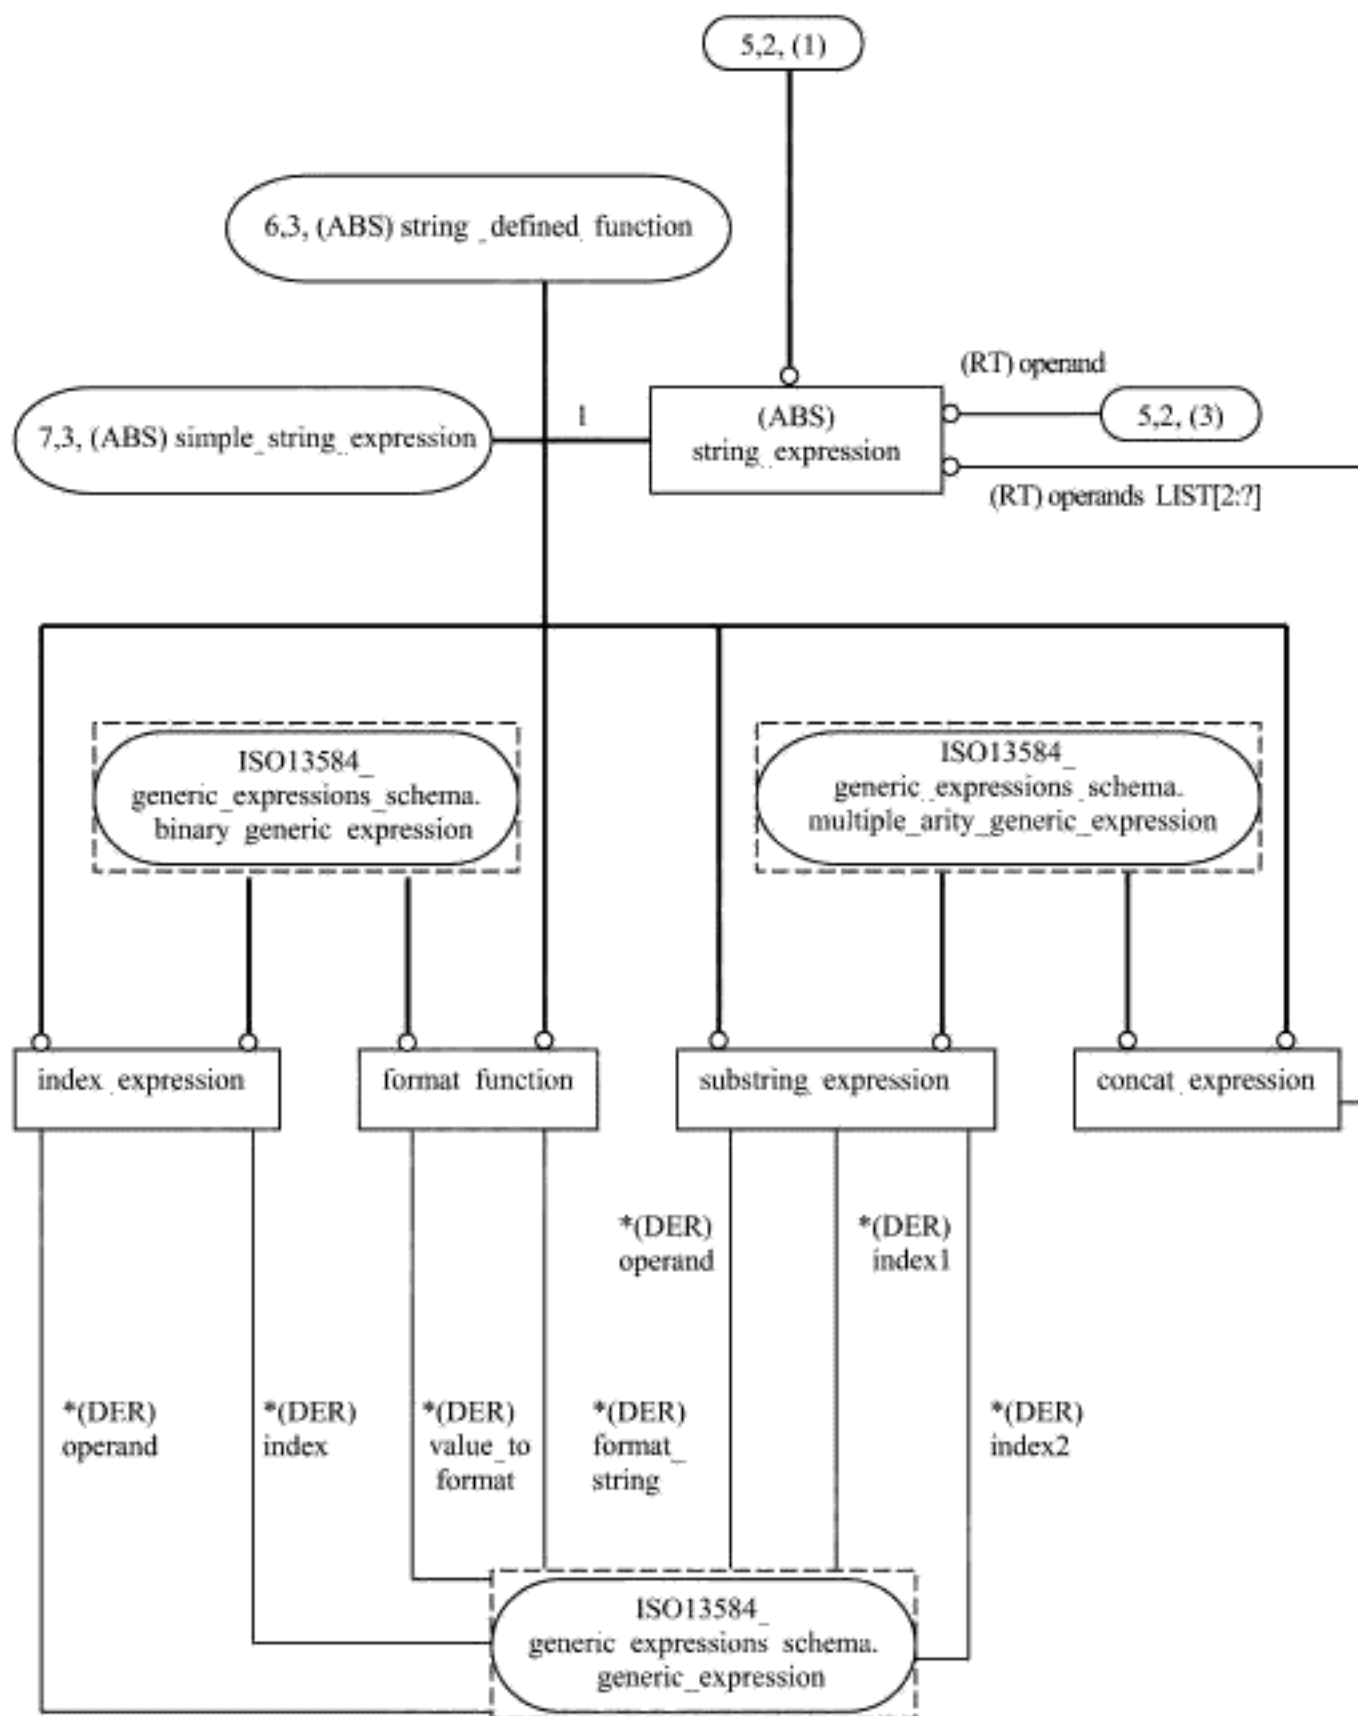 5,2, (1)
6,3, (ABS) string_defined_function
(RT) operand
7,3, (ABS) simple_string_expression
1
(ABS)
string_expression
5,2, (3)
(RT) operands LIST[2:?]
ISO13584_
generic_expressions_schema.
binary_generic_expression
ISO13584_
generic_expressions_schema.
multiple_arity_generic_expression
index_expression
format_function
substring_expression
concat_expression
*(DER)
operand
*(DER)
index1
*(DER)
operand
*(DER)
index
*(DER)
value_to
format
*(DER)
format_
string
*(DER)
index2
ISO13584_
generic_expressions_schema.
generic_expression